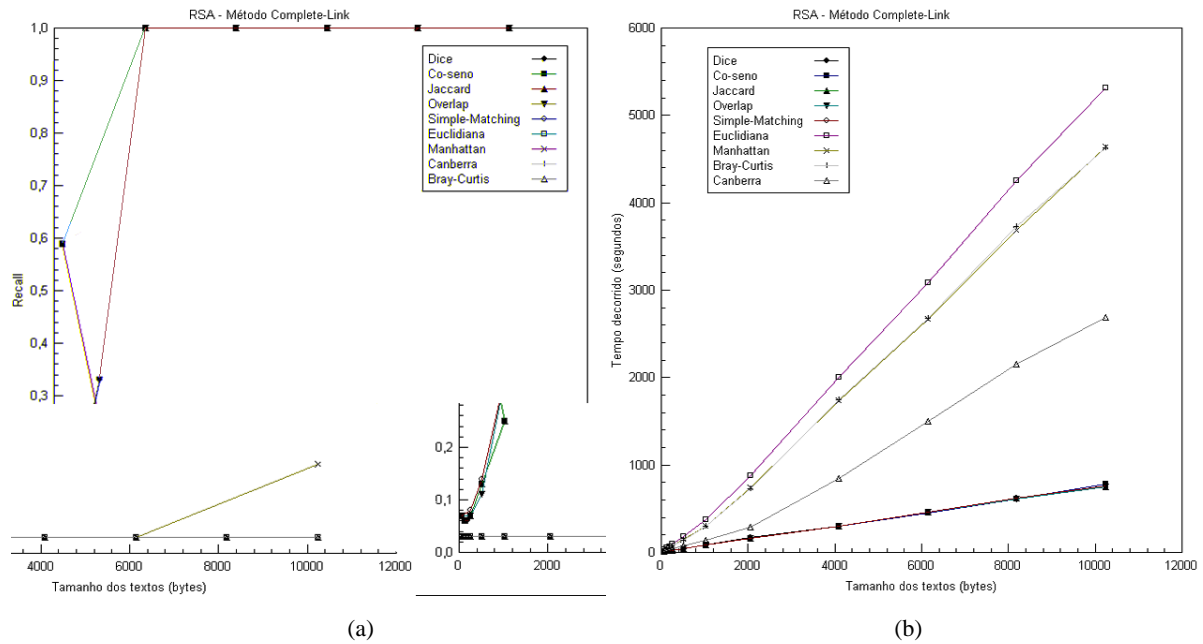 RSA - Método Complete-Link
1,0
0,9
0,8
0,7
0,6
0,5
0,4
0,3
Recall
Dice
Co-seno
Jaccard
Overlap
Simple-Matching
Euclidiana
Manhattan
Canberra
Bray-Curtis
4000 6000 8000 10000 12000
Tamanho dos textos (bytes)
0,2
0,1
0,0
0 2000
(a)
RSA - Método Complete-Link
6000
5000
4000
3000
2000
1000
0
Tempo decorrido (segundos)
Dice
Co-seno
Jaccard
Overlap
Simple-Matching
Euclidiana
Manhattan
Bray-Curtis
Canberra
0 2000 4000 6000 8000 10000 12000
Tamanho dos textos (bytes)
(b)